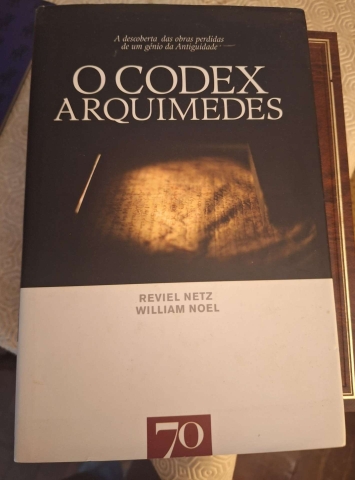 A descoberta das obras perdidas
de um génio da Antiguidade
O CODEX
ARQUIMEDES
REVIEL NETZ
WILLIAM NOEL
70